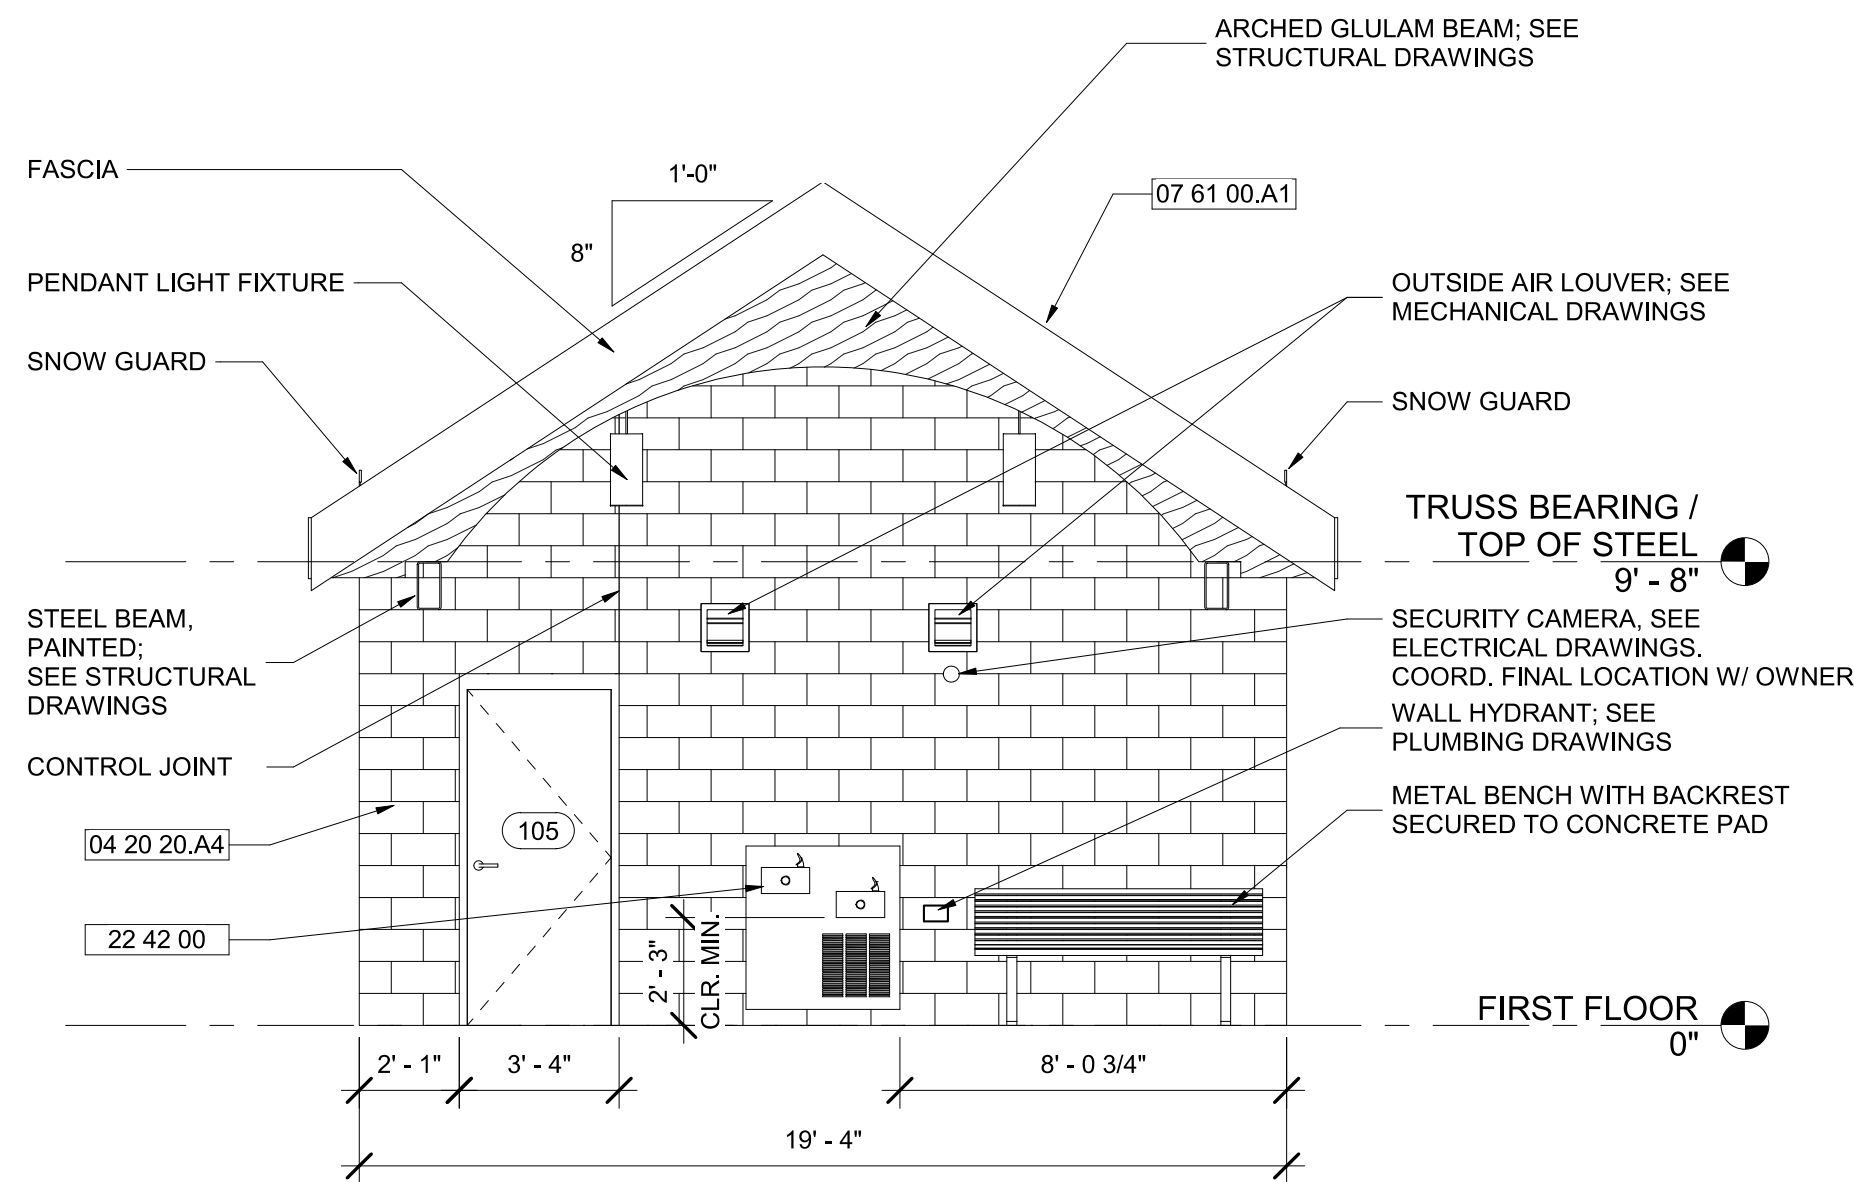 ARCHED GLULAM BEAM; SEE
STRUCTURAL DRAWINGS
FASCIA
1'-0"
07 61 00.A1
8"
PENDANT LIGHT FIXTURE
OUTSIDE AIR LOUVER; SEE
MECHANICAL DRAWINGS
SNOW GUARD
SNOW GUARD
TRUSS BEARING /
TOP OF STEEL
9' - 8"
STEEL BEAM,
PAINTED;
SEE STRUCTURAL
DRAWINGS
SECURITY CAMERA, SEE
ELECTRICAL DRAWINGS.
COORD. FINAL LOCATION W/ OWNER
WALL HYDRANT; SEE
PLUMBING DRAWINGS
CONTROL JOINT
METAL BENCH WITH BACKREST
SECURED TO CONCRETE PAD
105
04 20 20.A4
22 42 00
2' - 3"
CLR. MIN.
FIRST FLOOR
0"
2' - 1"
3' - 4"
8' - 0 3/4"
19' - 4"